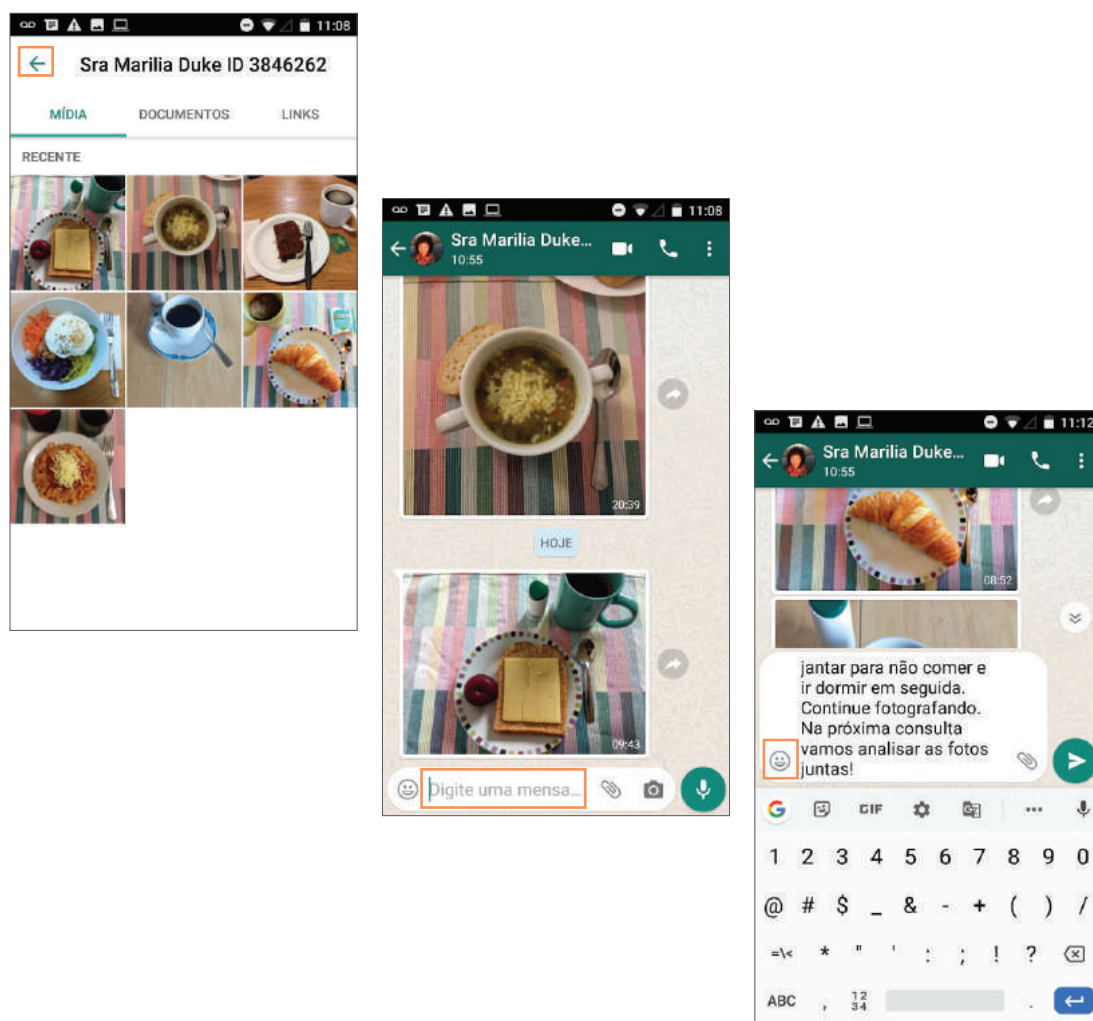 11:08
Sra Marilia Duke ID 3846262
MÍDIA DOCUMENTOS LINKS
RECENTE
11:08
Sra Marilia Duke...
10:55
20:39
HOJE
09:43
Digite uma mensa...
11:12
Sra Marilia Duke...
10:55
08:52
jantar para não comer e
ir dormir em seguida.
Continue fotografando.
Na próxima consulta
vamos analisar as fotos
juntas!
G GIF ...
1 2 3 4 5 6 7 8 9 0
@ # $ _ & - + ( ) /
=\< * " ' : ; ! ?
ABC , 12 34 .